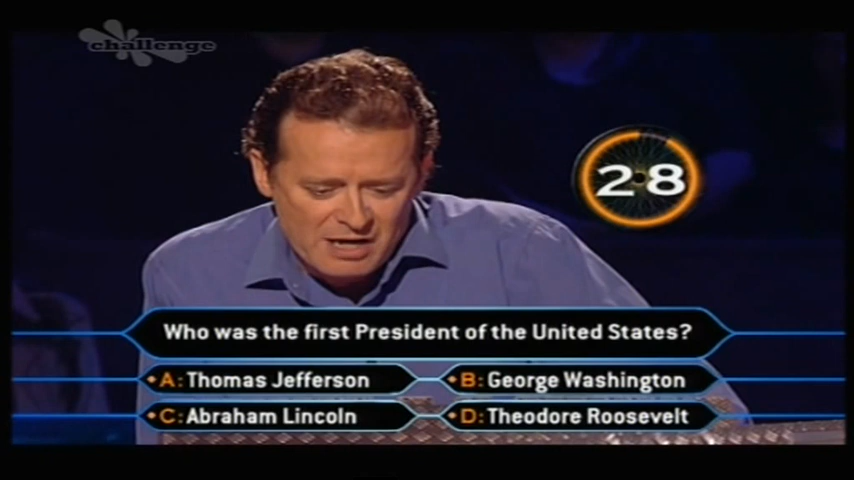 challenge
28
Who was the first President of the United States?
A: Thomas Jefferson
B: George Washington
C: Abraham Lincoln
D: Theodore Roosevelt